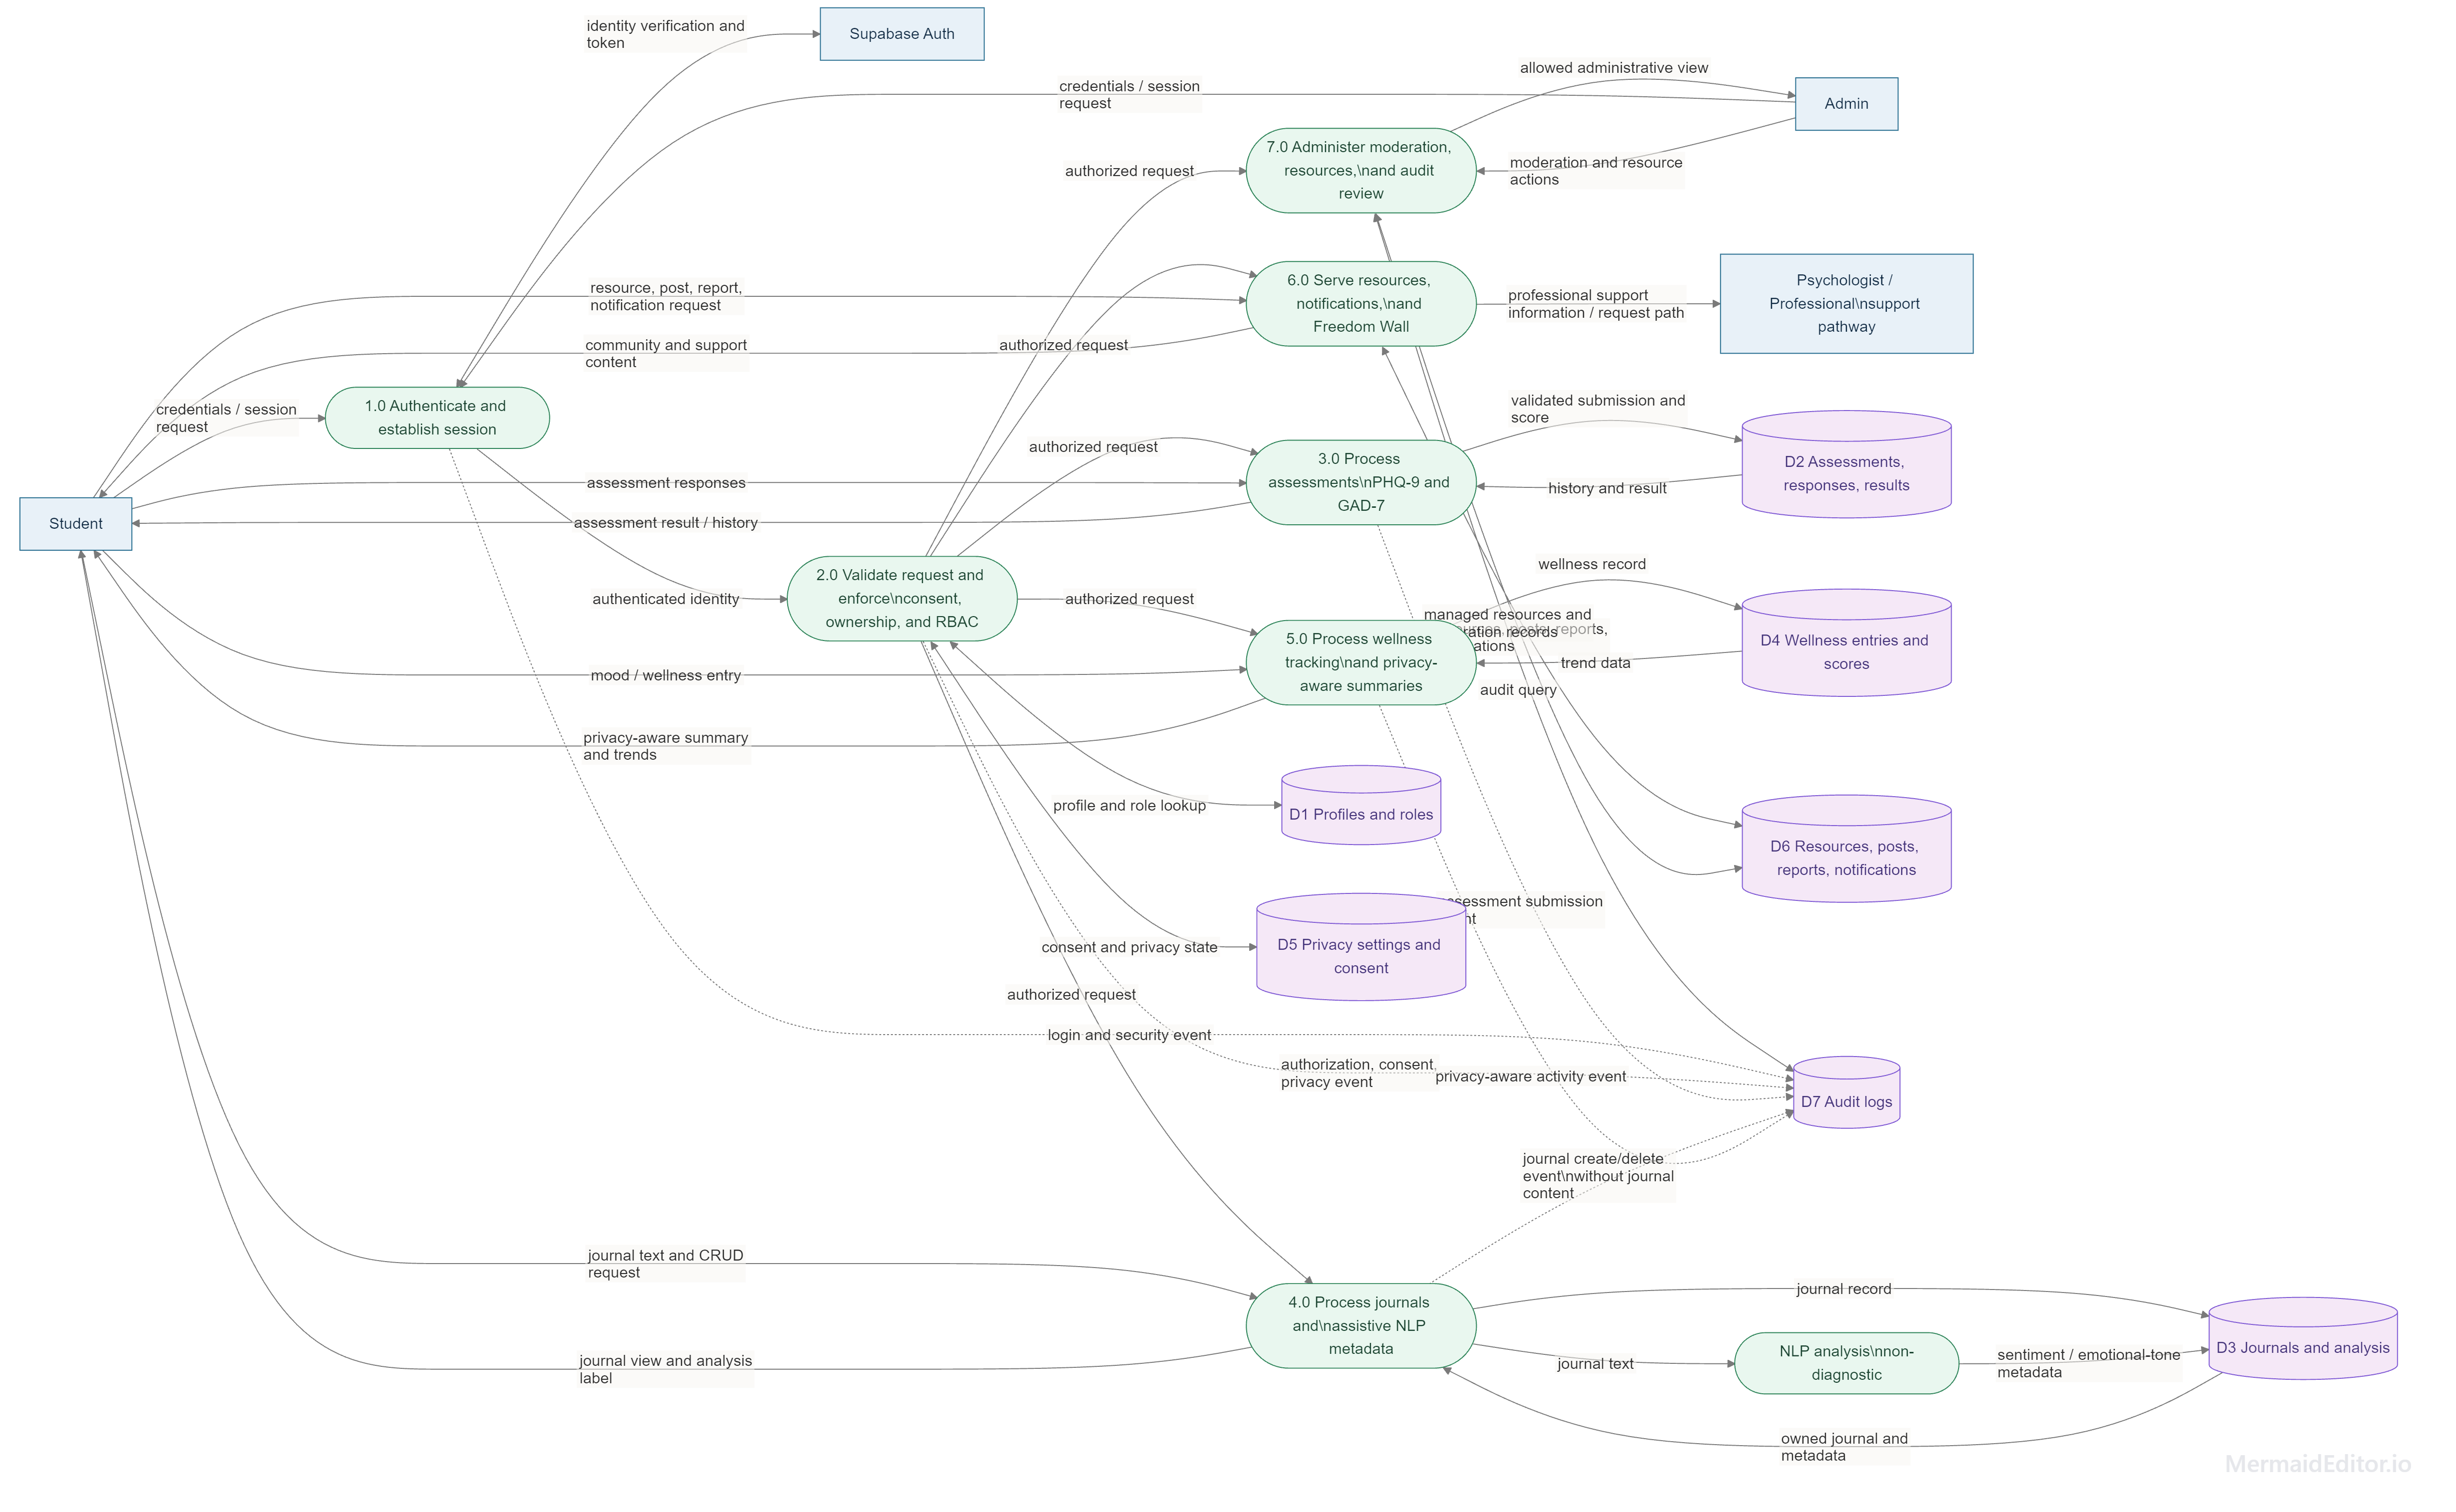 identity verification and
token
Supabase Auth
allowed administrative view
credentials / session
request
Admin
7.0 Administer moderation,
resources,\nand audit
review
authorized request
moderation and resource
actions
resource, post, report,
notification request
6.0 Serve resources,
notifications,\nand
Freedom Wall
professional support
information / request path
Psychologist /
Professional\nsupport
pathway
community and support
content
authorized request
credentials / session
request
1.0 Authenticate and
establish session
validated submission and
score
authorized request
3.0 Process
assessments\nPHQ-9 and
GAD-7
D2 Assessments,
responses, results
assessment responses
history and result
Student
assessment result / history
authenticated identity
2.0 Validate request and
enforce\nconsent,
ownership, and RBAC
authorized request
wellness record
managed resources and
ration records
posts, reports,
ations
5.0 Process wellness
tracking\nand privacy-
aware summaries
trend data
D4 Wellness entries and
scores
mood / wellness entry
audit query
privacy-aware summary
and trends
profile and role lookup
D1 Profiles and roles
D6 Resources, posts,
reports, notifications
sessment submission
nt
consent and privacy state
D5 Privacy settings and
consent
authorized request
login and security event
authorization, consent,
privacy event
privacy-aware activity event
D7 Audit logs
journal create/delete
event\nwithout journal
content
journal text and CRUD
request
4.0 Process journals
and\nassistive NLP
metadata
journal record
journal text
NLP analysis\nnon-
diagnostic
sentiment / emotional-tone
metadata
D3 Journals and analysis
journal view and analysis
label
owned journal and
metadata
MermaidEditor.io